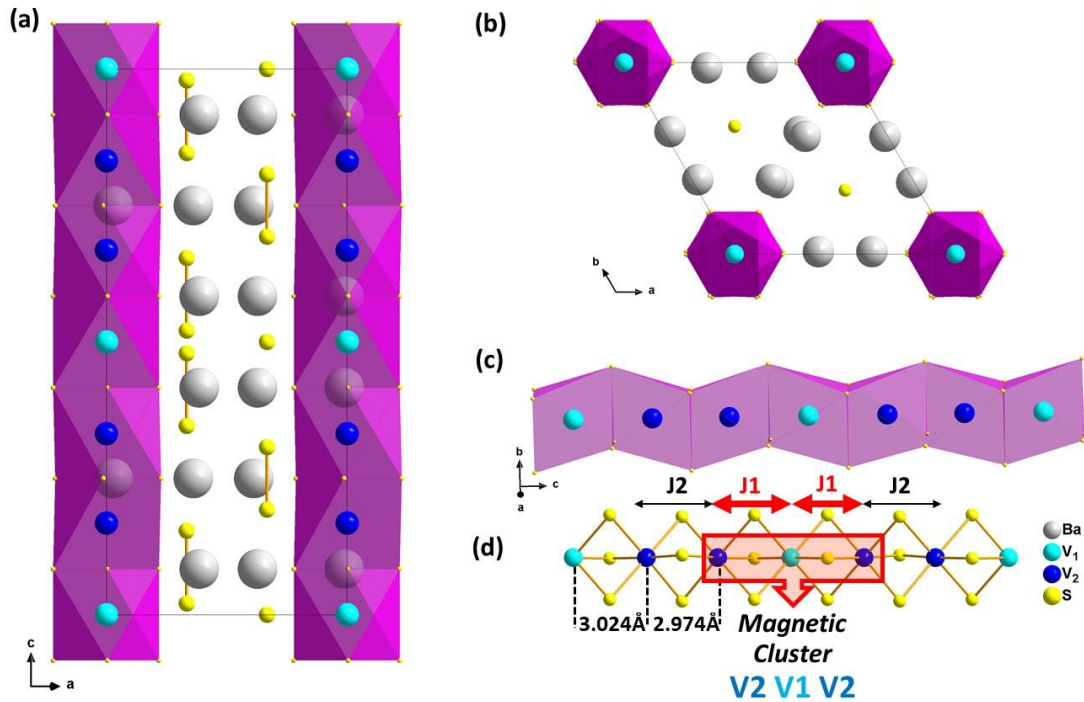 (a)
c
a
(b)
b
a
(c)
b
c
a
J2
J1
J1
J2
(d)
3.024Å
2.974Å
Magnetic
Cluster
V2 V1 V2
Ba
V₁
V₂
S